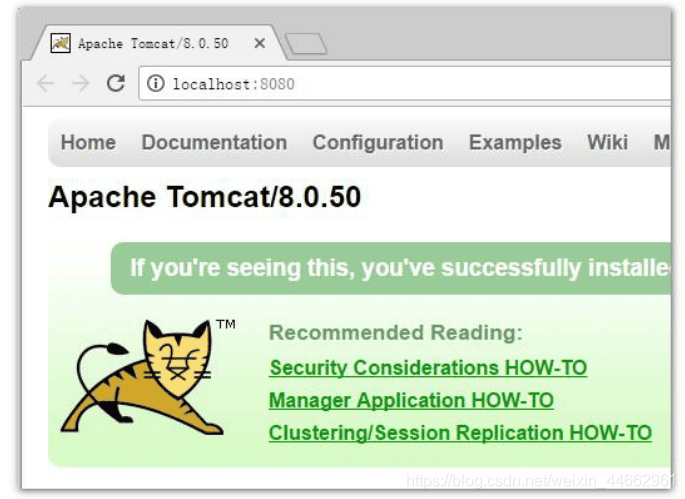 Apache Tomcat/8.0.50
localhost:8080
Home Documentation Configuration Examples Wiki M
Apache Tomcat/8.0.50
If you're seeing this, you've successfully installe
TM
Recommended Reading:
Security Considerations HOW-TO
Manager Application HOW-TO
Clustering/Session Replication HOW-TO
https://blog.csdn.net/weixin_44662961